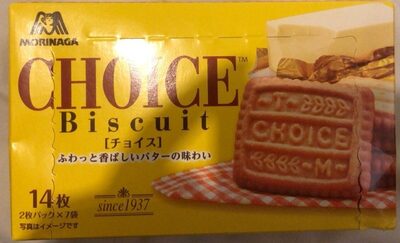 MORINAGA
CHOICE™
Biscuit
[チョイス]
ふわっと香ばしいバターの味わい
14枚
2枚パック×7袋
写真はイメージです
since1937
T
CHOICE
M